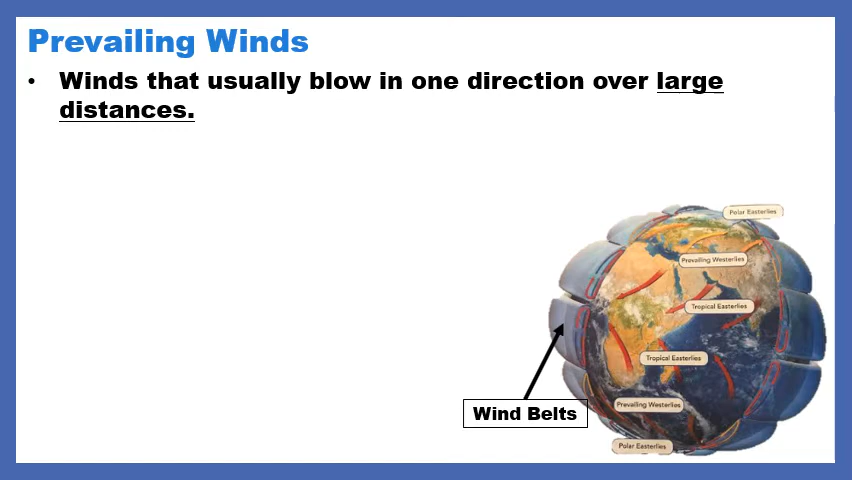 Prevailing Winds
• Winds that usually blow in one direction over large
distances.
Polar Easterlies
Prevailing Westerlies
Tropical Easterlies
Tropical Easterlies
Prevailing Westerlies
Wind Belts
Polar Easterlies